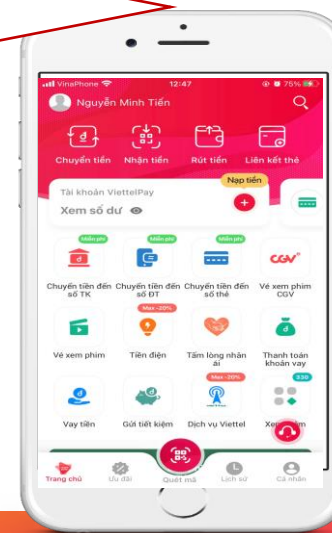 VinaPhone 12:47 75%
Nguyễn Minh Tiến
Chuyển tiền Nhận tiền Rút tiền Liên kết thẻ
Nạp tiền
Tài khoản ViettelPay
Xem số dư
Miễn phí Miễn phí Miễn phí
CGV
Chuyển tiền đến số TK
Chuyển tiền đến số ĐT
Chuyển tiền đến số thẻ
Vé xem phim CGV
Max -20%
Vé xem phim
Tiền điện
Tấm lòng nhân ái
Thanh toán khoản vay
Max -20% 330
Vay tiền
Gửi tiết kiệm
Dịch vụ Viettel
Trang chủ Ưu đãi Quét mã Lịch sử Cá nhân